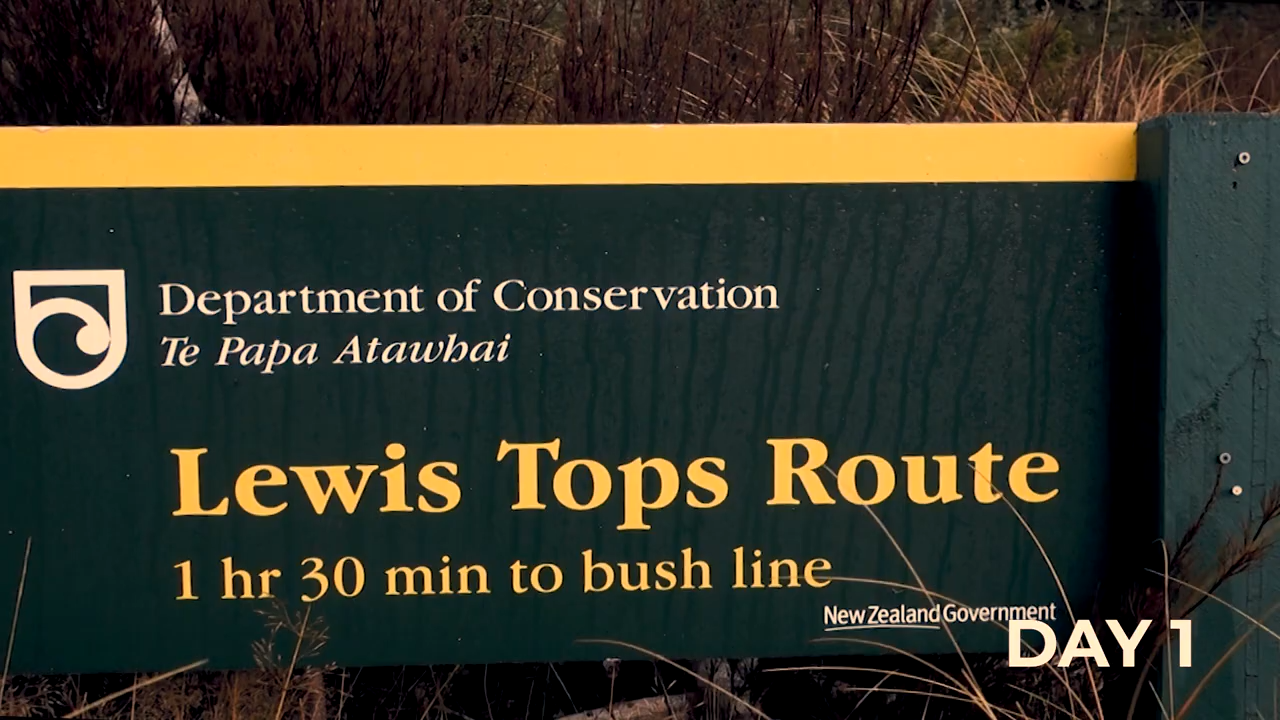 Department of Conservation
Te Papa Atawhai
Lewis Tops Route
1 hr 30 min to bush line
New Zealand Government
DAY 1